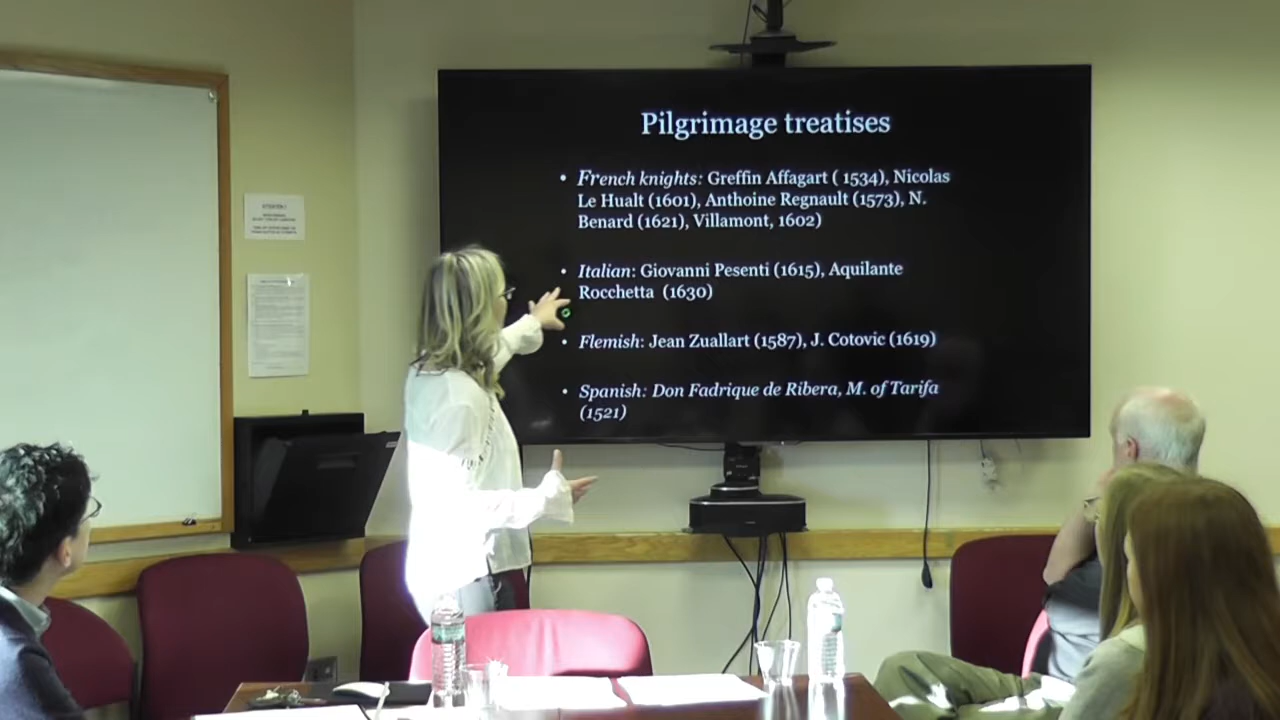 Pilgrimage treatises
• French knights: Greffin Affagart ( 1534), Nicolas
Le Hualt (1601), Anthoine Regnault (1573), N.
Benard (1621), Villamont, 1602)
• Italian: Giovanni Pesenti (1615), Aquilante
Rocchetta (1630)
• Flemish: Jean Zuallart (1587), J. Cotovic (1619)
• Spanish: Don Fadrique de Ribera, M. of Tarifa
(1521)